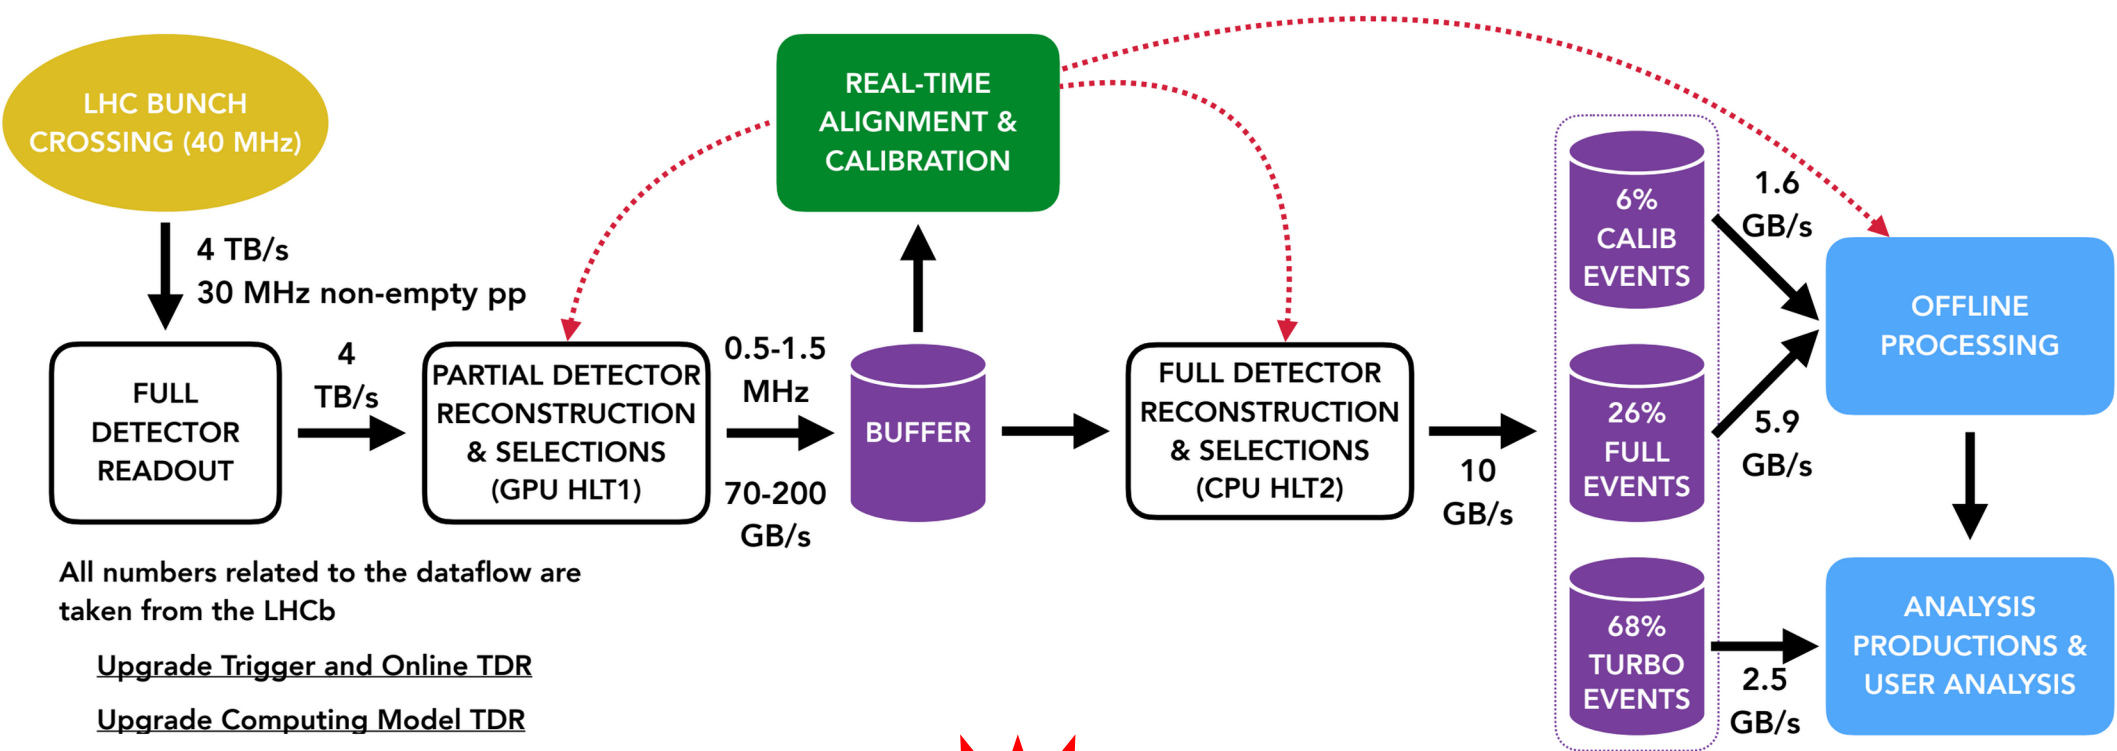 LHC BUNCH
CROSSING (40 MHz)
4 TB/s
30 MHz non-empty pp
FULL
DETECTOR
READOUT
4
TB/s
PARTIAL DETECTOR
RECONSTRUCTION
& SELECTIONS
(GPU HLT1)
0.5-1.5
MHz
70-200
GB/s
REAL-TIME
ALIGNMENT &
CALIBRATION
BUFFER
FULL DETECTOR
RECONSTRUCTION
& SELECTIONS
(CPU HLT2)
10
GB/s
6%
CALIB
EVENTS
1.6
GB/s
26%
FULL
EVENTS
5.9
GB/s
68%
TURBO
EVENTS
2.5
GB/s
OFFLINE
PROCESSING
ANALYSIS
PRODUCTIONS &
USER ANALYSIS
All numbers related to the dataflow are
taken from the LHCb
Upgrade Trigger and Online TDR
Upgrade Computing Model TDR